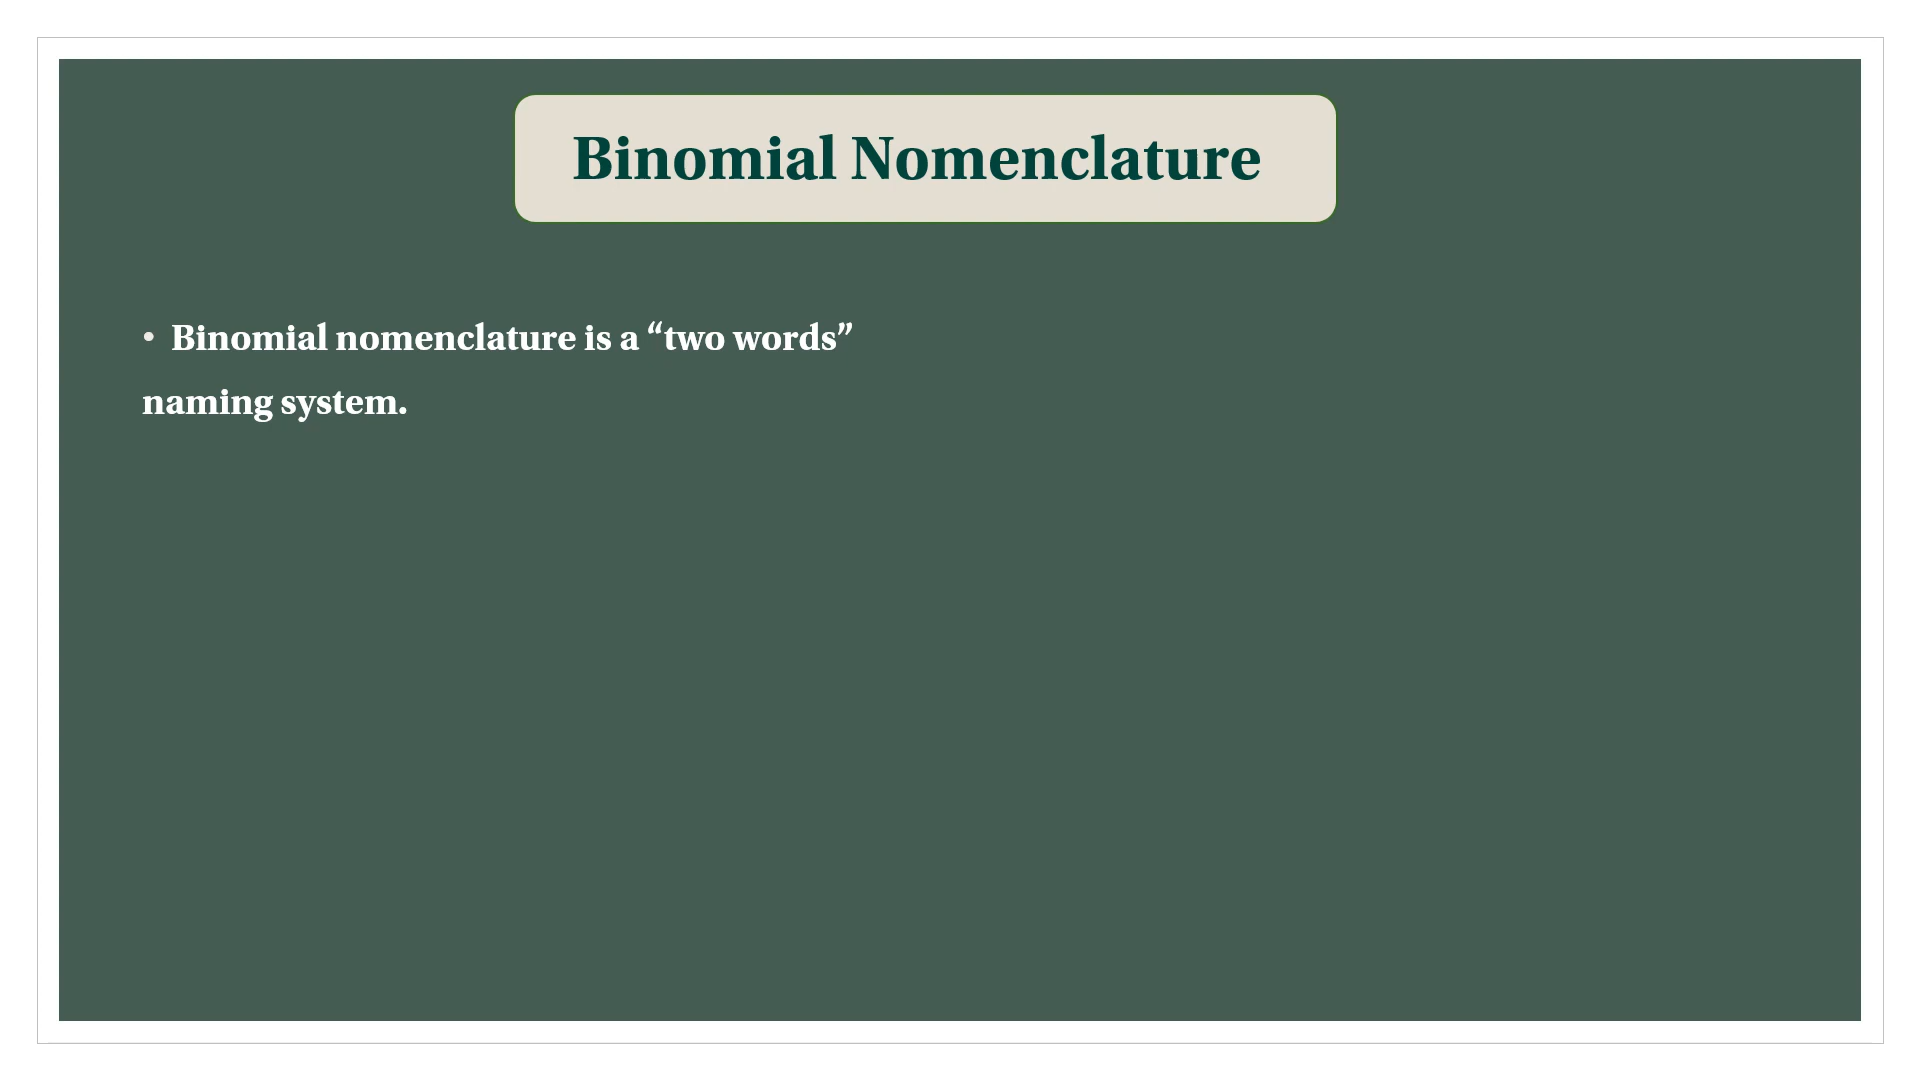 Binomial Nomenclature
• Binomial nomenclature is a “two words”
naming system.